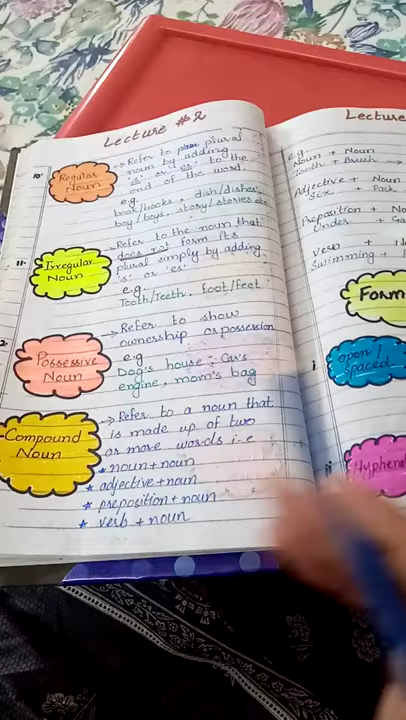 Lecture #2
10°
Regular
Noun
→ Refer to plural
noun by adding
's' or 'es' to the
end of the word.
e.g.
book/books, dish/dishes,
boy/boys, story/stories etc
11-
Irregular
Noun
→ Refer to the noun that
does not form its
plural simply by adding
's' or 'es'.
e.g.
Tooth/Teeth, Foot/Feet
2
Possessive
Noun
→ Refer to show
ownership or possession
e.g
Dog's house, Car's
engine, mom's bag
Compound
Noun
→ Refer to a noun that
is made up of two
or more words i.e
* noun+noun
* adjective+noun
* preposition+noun
* verb + noun
Lecture
e.g.
Noun + Noun
Tooth + Brush →
Adjective + Noun
Six + Pack
Preposition + No
Under + Ga
Verb + N
Swimming + P
Form
i
open/
spaced
ii
Hyphena